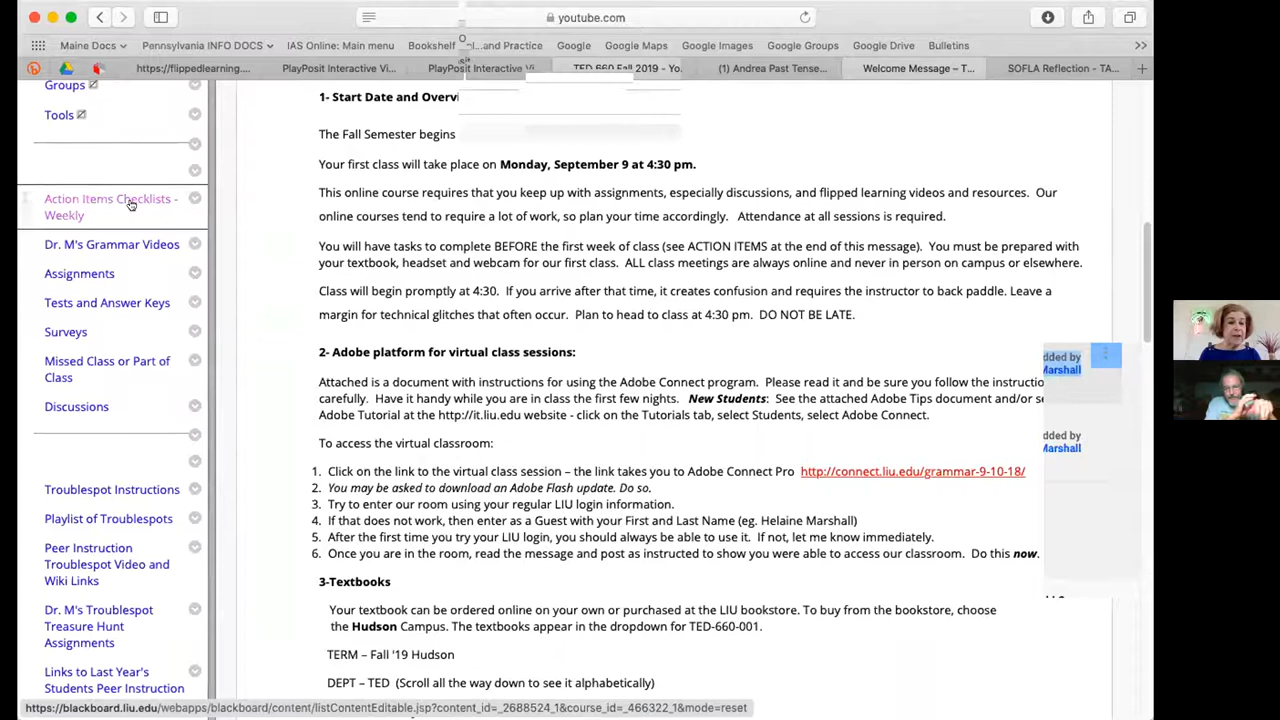 youtube.com
Maine Docs
Pennsylvania INFO DOCS
IAS Online: Main menu
Bookshelf
and Practice
Google
Google Maps
Google Images
Google Groups
Google Drive
Bulletins
https://flippedlearning....
PlayPosit Interactive Vi...
PlayPosit Interactive Vi
TED 660 Fall 2019 - Yo...
(1) Andrea Past Tense...
Welcome Message – T...
SOFLA Reflection - TA...
Groups
Tools
Action Items Checklists -
Weekly
Dr. M's Grammar Videos
Assignments
Tests and Answer Keys
Surveys
Missed Class or Part of
Class
Discussions
Troublespot Instructions
Playlist of Troublespots
Peer Instruction
Troublespot Video and
Wiki Links
Dr. M's Troublespot
Treasure Hunt
Assignments
Links to Last Year's
Students Peer Instruction
1- Start Date and Overvi
The Fall Semester begins
Your first class will take place on Monday, September 9 at 4:30 pm.
This online course requires that you keep up with assignments, especially discussions, and flipped learning videos and resources. Our
online courses tend to require a lot of work, so plan your time accordingly. Attendance at all sessions is required.
You will have tasks to complete BEFORE the first week of class (see ACTION ITEMS at the end of this message). You must be prepared with
your textbook, headset and webcam for our first class. ALL class meetings are always online and never in person on campus or elsewhere.
Class will begin promptly at 4:30. If you arrive after that time, it creates confusion and requires the instructor to back paddle. Leave a
margin for technical glitches that often occur. Plan to head to class at 4:30 pm. DO NOT BE LATE.
2- Adobe platform for virtual class sessions:
Attached is a document with instructions for using the Adobe Connect program. Please read it and be sure you follow the instructio
carefully. Have it handy while you are in class the first few nights. New Students: See the attached Adobe Tips document and/or se
Adobe Tutorial at the http://it.liu.edu website - click on the Tutorials tab, select Students, select Adobe Connect.
To access the virtual classroom:
1. Click on the link to the virtual class session – the link takes you to Adobe Connect Pro http://connect.liu.edu/grammar-9-10-18/
2. You may be asked to download an Adobe Flash update. Do so.
3. Try to enter our room using your regular LIU login information.
4. If that does not work, then enter as a Guest with your First and Last Name (eg. Helaine Marshall)
5. After the first time you try your LIU login, you should always be able to use it. If not, let me know immediately.
6. Once you are in the room, read the message and post as instructed to show you were able to access our classroom. Do this now.
3-Textbooks
Your textbook can be ordered online on your own or purchased at the LIU bookstore. To buy from the bookstore, choose
the Hudson Campus. The textbooks appear in the dropdown for TED-660-001.
TERM – Fall '19 Hudson
DEPT – TED (Scroll all the way down to see it alphabetically)
dded by
Marshall
dded by
Marshall
https://blackboard.liu.edu/webapps/blackboard/content/listContentEditable.jsp?content_id=_2688524_1&course_id=_466322_1&mode=reset